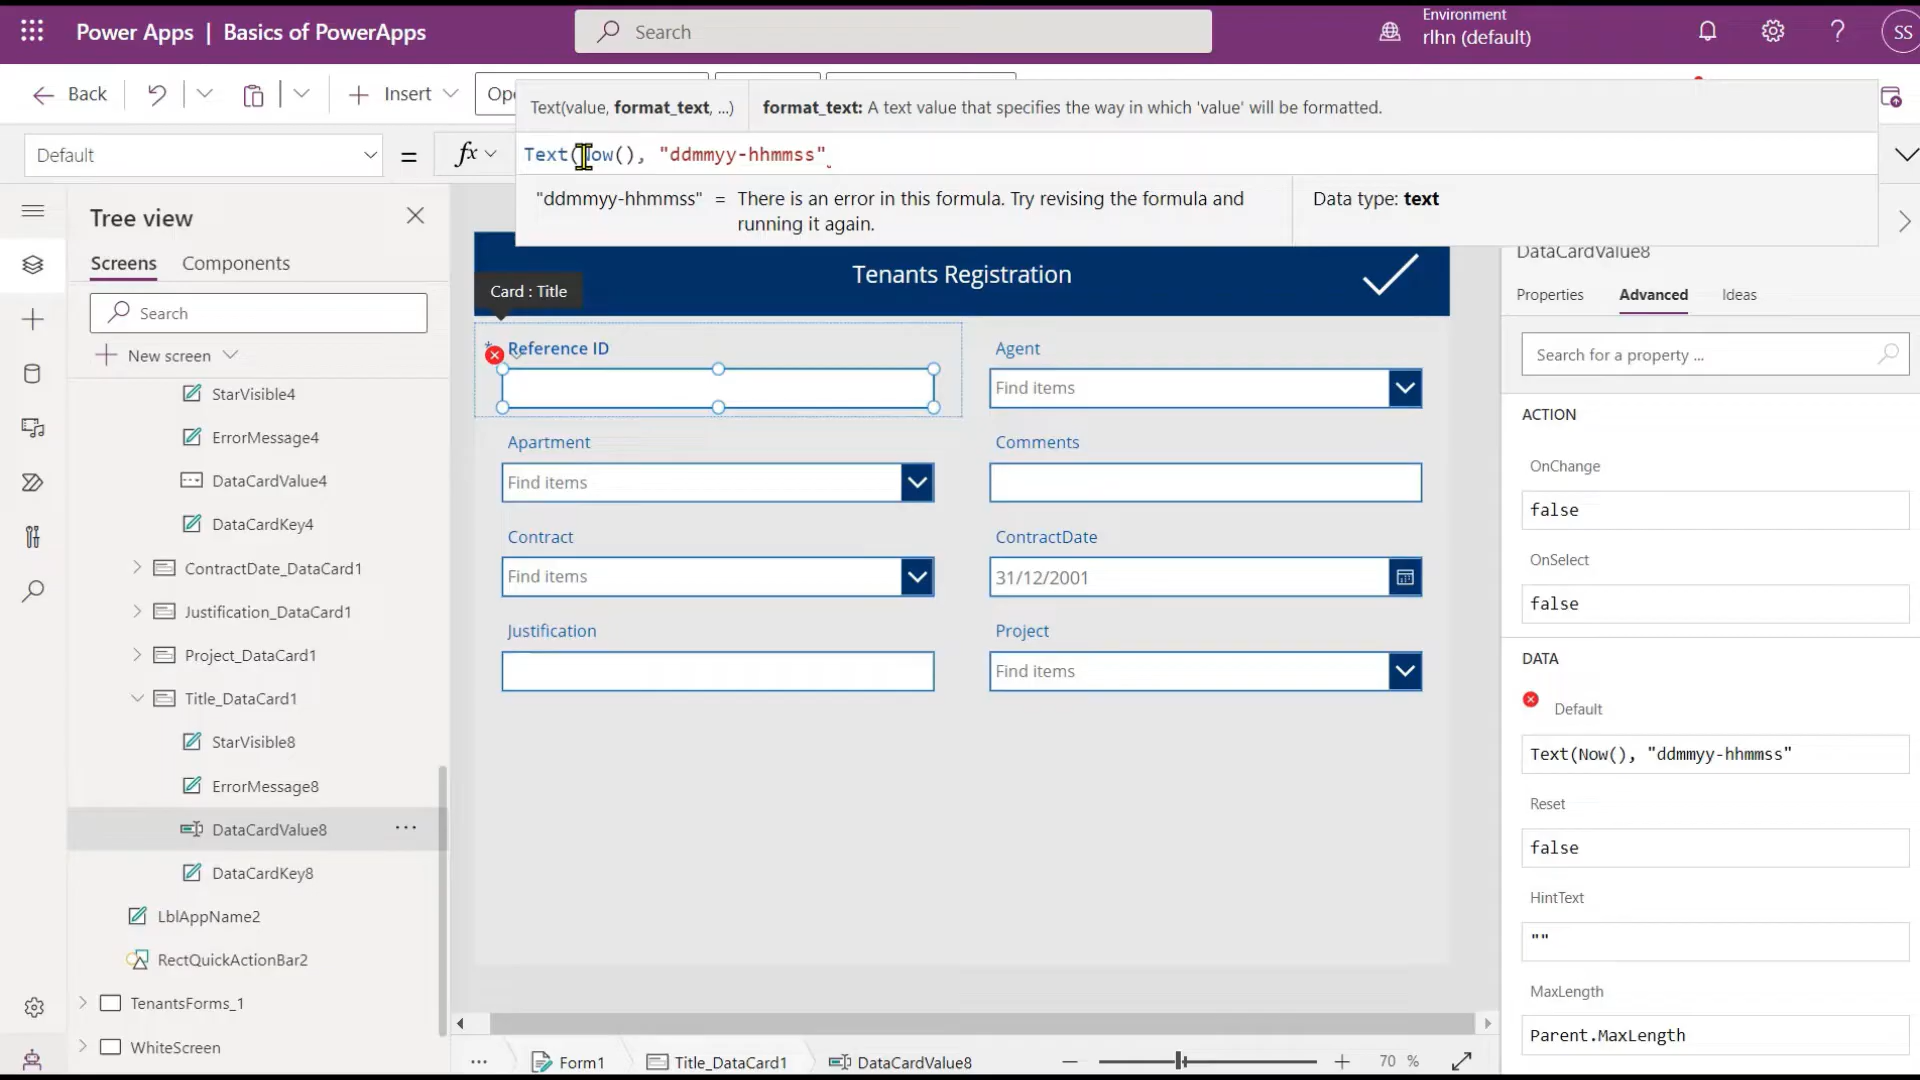 Power Apps | Basics of PowerApps
Search
Environment
rlhn (default)
SS
Back
Insert
Op
Text(value, format_text, ...)
format_text: A text value that specifies the way in which 'value' will be formatted.
Default
=
fx
Text(Now(), "ddmmyy-hhmmss"
"ddmmyy-hhmmss" = There is an error in this formula. Try revising the formula and
running it again.
Data type: text
Tree view
Screens
Components
Search
New screen
StarVisible4
ErrorMessage4
DataCardValue4
DataCardKey4
ContractDate_DataCard1
Justification_DataCard1
Project_DataCard1
Title_DataCard1
StarVisible8
ErrorMessage8
DataCardValue8
DataCardKey8
LblAppName2
RectQuickActionBar2
TenantsForms_1
WhiteScreen
Tenants Registration
Card : Title
* Reference ID
Agent
Find items
Apartment
Find items
Comments
Contract
Find items
ContractDate
31/12/2001
Justification
Project
Find items
DataCardValue8
Properties
Advanced
Ideas
Search for a property ...
ACTION
OnChange
false
OnSelect
false
DATA
Default
Text(Now(), "ddmmyy-hhmmss"
Reset
false
HintText
""
MaxLength
Parent.MaxLength
Form1
Title_DataCard1
DataCardValue8
70 %